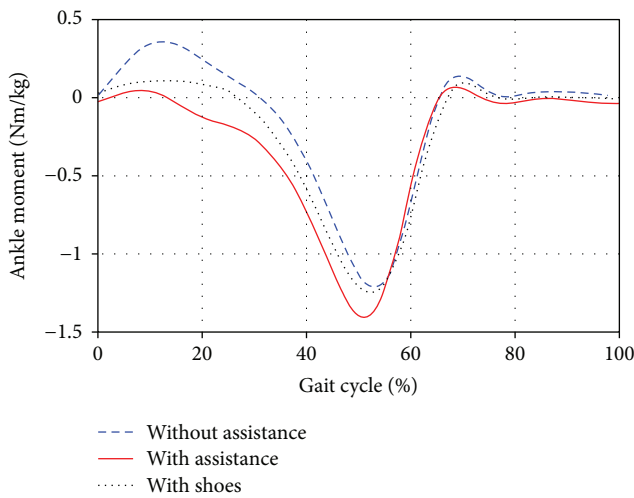 0.5
0
−0.5
−1
−1.5
Ankle moment (Nm/kg)
0 20 40 60 80 100
Gait cycle (%)
Without assistance
With assistance
With shoes